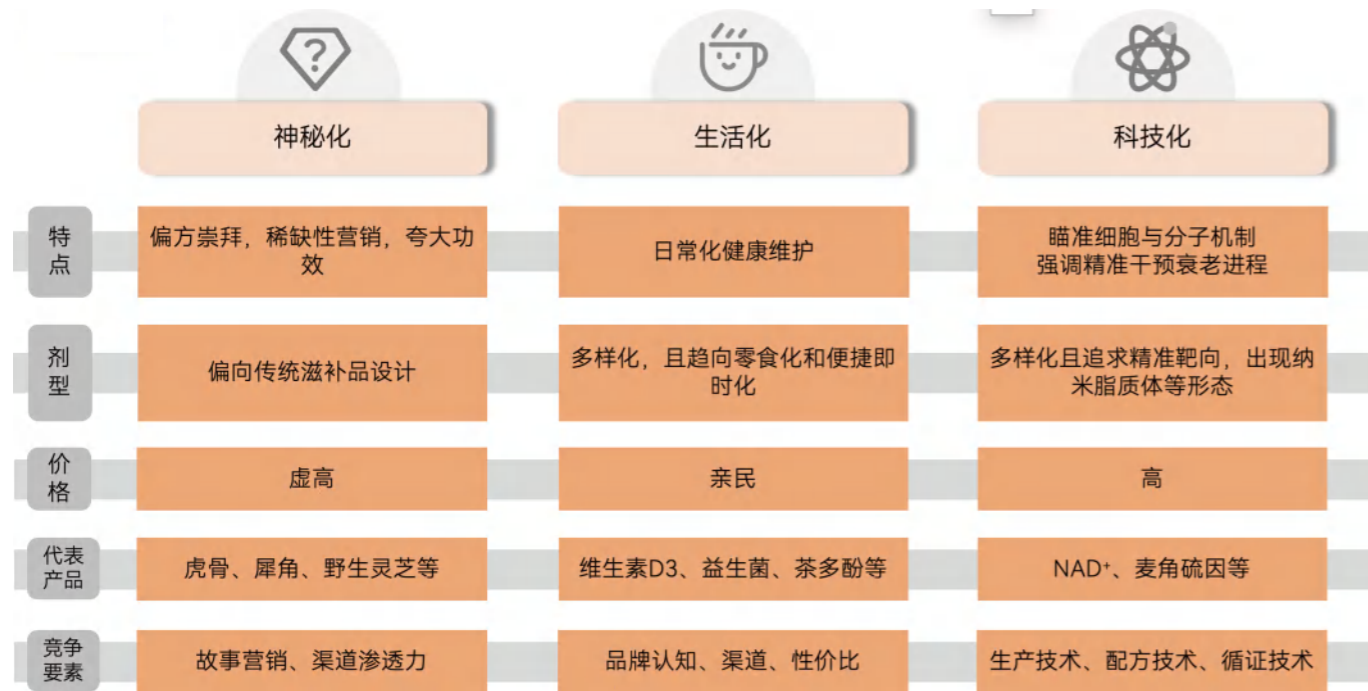 ?
神秘化
生活化
科技化
特
点
偏方崇拜，稀缺性营销，夸大功
效
日常化健康维护
瞄准细胞与分子机制
强调精准干预衰老进程
剂
型
偏向传统滋补品设计
多样化，且趋向零食化和便捷即
时化
多样化且追求精准靶向，出现纳
米脂质体等形态
价
格
虚高
亲民
高
代表
产品
虎骨、犀角、野生灵芝等
维生素D3、益生菌、茶多酚等
NAD⁺、麦角硫因等
竞争
要素
故事营销、渠道渗透力
品牌认知、渠道、性价比
生产技术、配方技术、循证技术